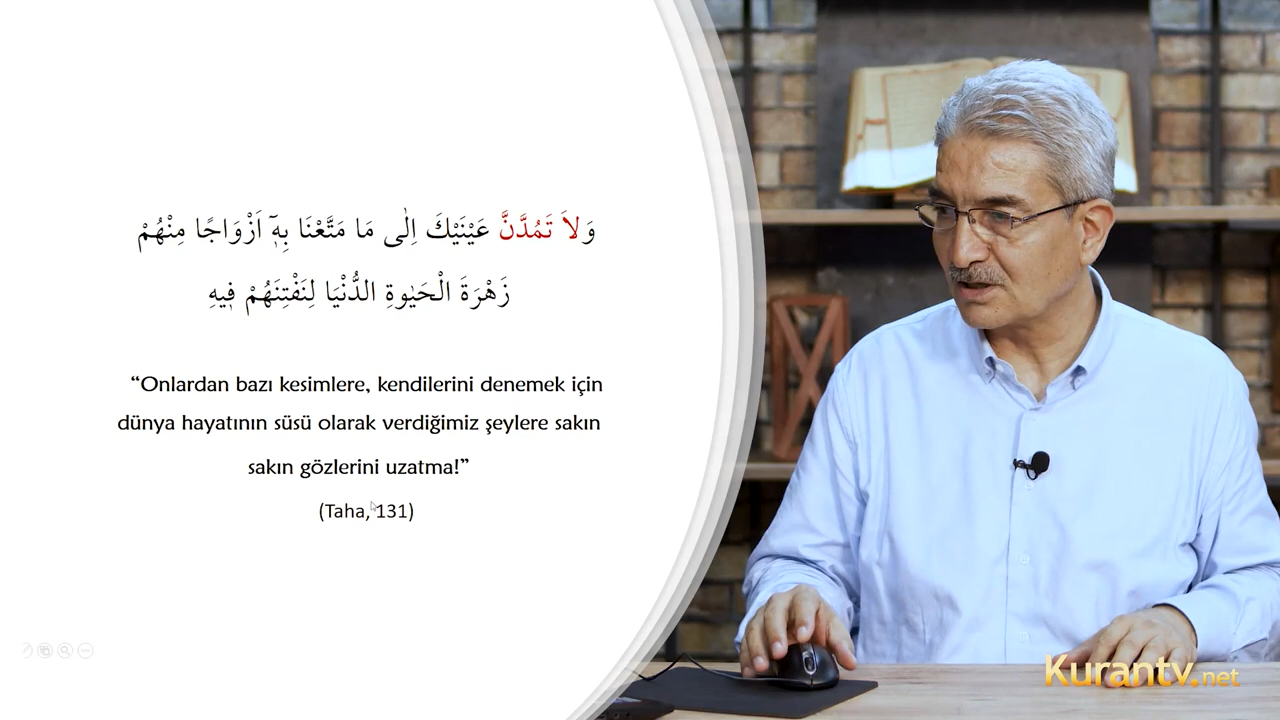 وَلاَ تَمُدَّنَّ عَيْنَيْكَ اِلٰى مَا مَتَّعْنَا بِهٖٓ اَزْوَاجًا مِنْهُمْ
زَهْرَةَ الْحَيٰوةِ الدُّنْيَا لِنَفْتِنَهُمْ فٖيهِ
“Onlardan bazı kesimlere, kendilerini denemek için
dünya hayatının süsü olarak verdiğimiz şeylere sakın
sakın gözlerini uzatma!”
(Taha, 131)
Kurantv.net